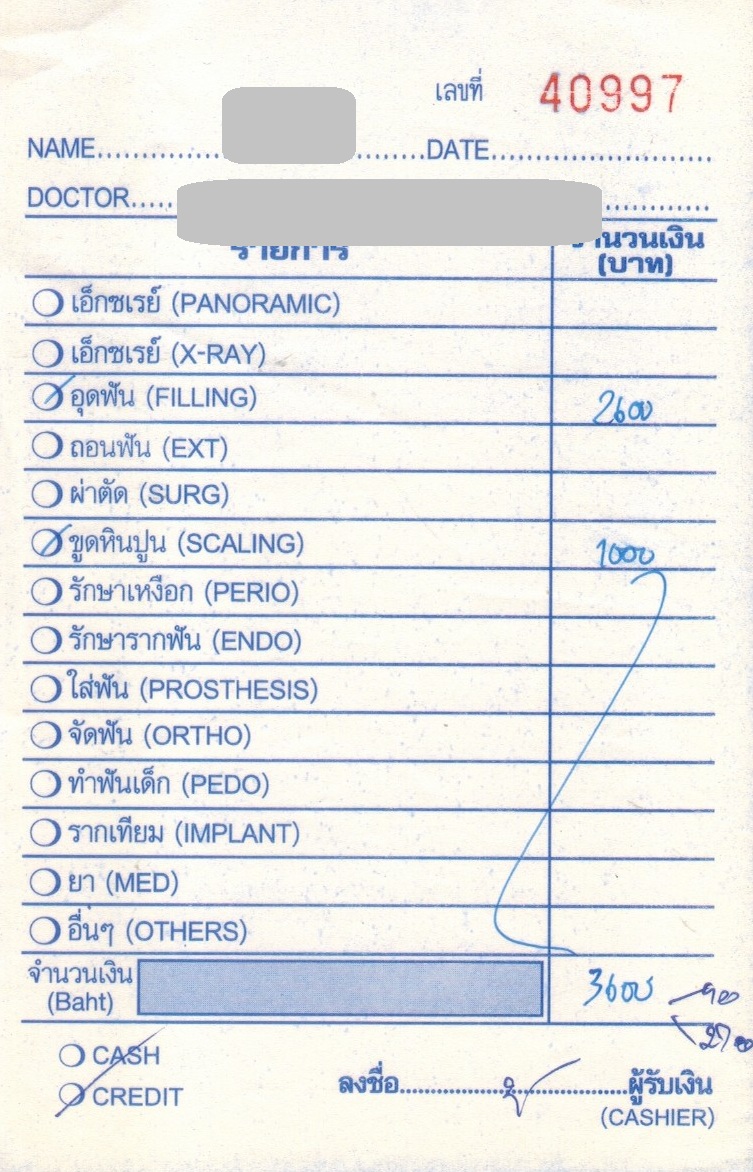 เลขที่ 40997
NAME DATE
DOCTOR
รายการ จำนวนเงิน
(บาท)
เอ็กซเรย์ (PANORAMIC)
เอ็กซเรย์ (X-RAY)
อุดฟัน (FILLING) 2600
ถอนฟัน (EXT)
ผ่าตัด (SURG)
ขูดหินปูน (SCALING) 1000
รักษาเหงือก (PERIO)
รักษารากฟัน (ENDO)
ใส่ฟัน (PROSTHESIS)
จัดฟัน (ORTHO)
ทำฟันเด็ก (PEDO)
รากเทียม (IMPLANT)
ยา (MED)
อื่นๆ (OTHERS)
จำนวนเงิน 3600
(Baht) 900
2700
CASH
CREDIT
ลงชื่อ ผู้รับเงิน
(CASHIER)